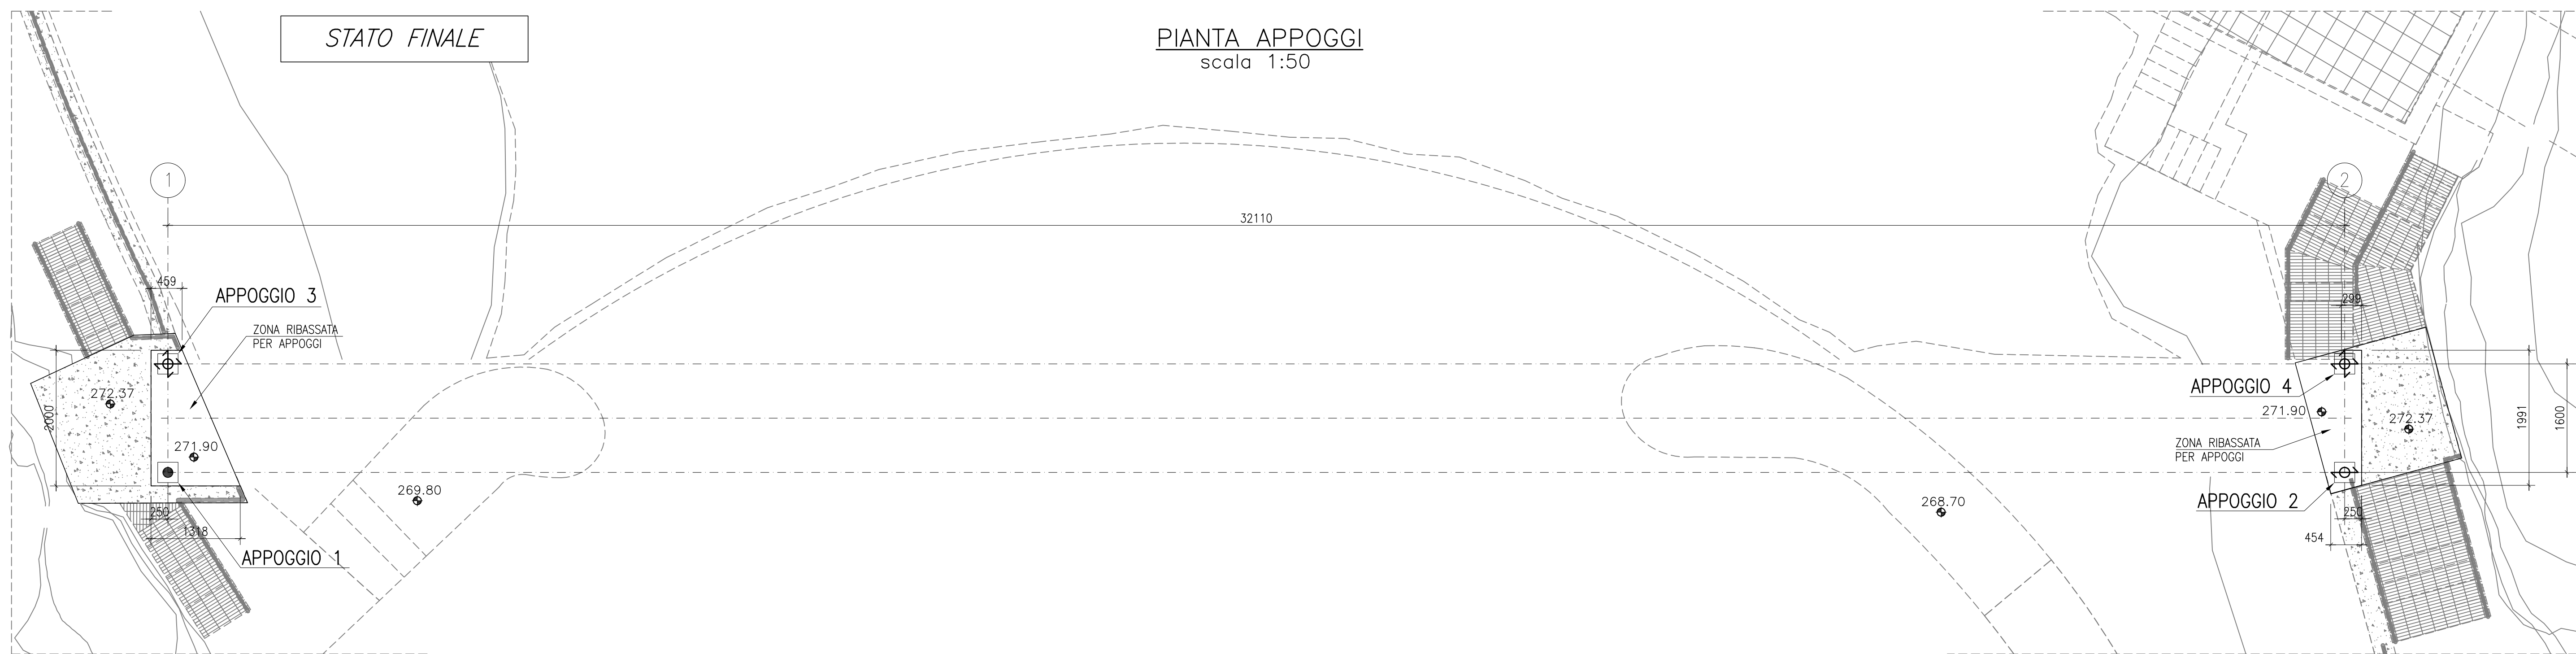 STATO FINALE
PIANTA APPOGGI
scala 1:50
1
2
32110
459
APPOGGIO 3
ZONA RIBASSATA
PER APPOGGI
272.37
2000
271.90
250
1318
APPOGGIO 1
269.80
268.70
299
APPOGGIO 4
271.90
272.37
1991
1600
ZONA RIBASSATA
PER APPOGGI
APPOGGIO 2
250
454